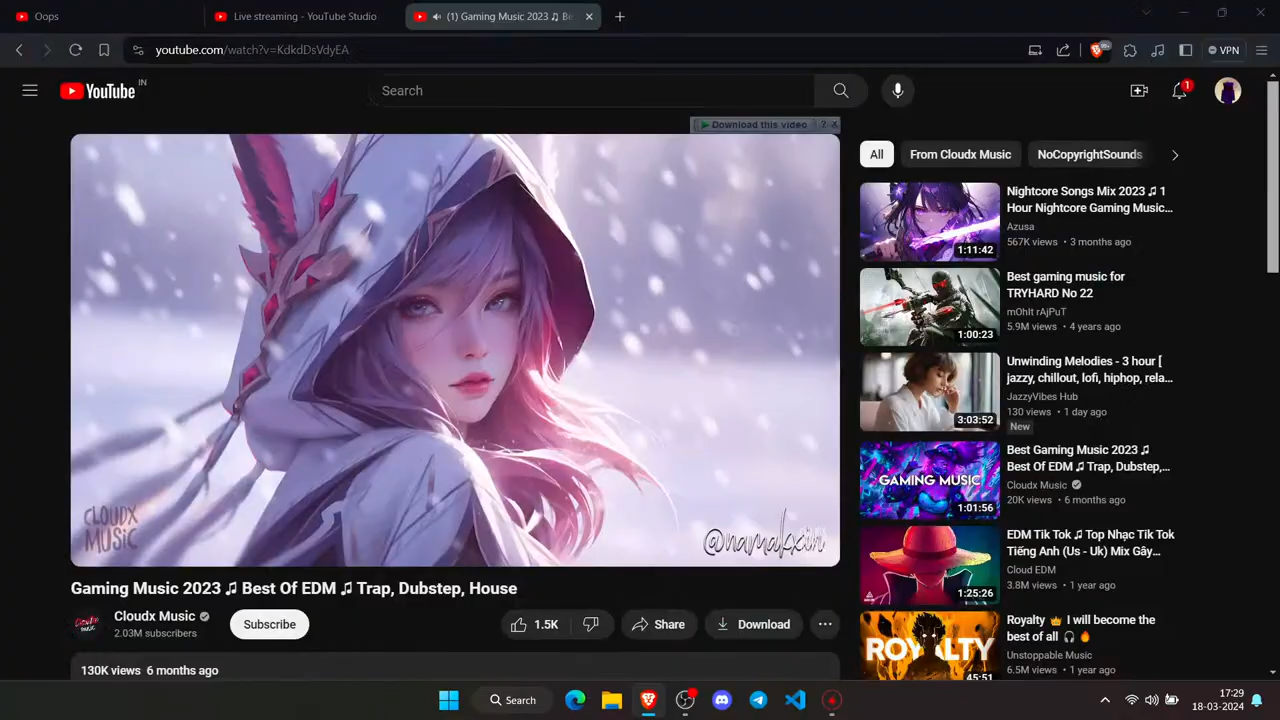 Oops
Live streaming - YouTube Studio
(1) Gaming Music 2023 ♫ Be
youtube.com/watch?v=KdkdDsVdyEA
99+
VPN
YouTube IN
Search
1
Download this video ? X
All
From Cloudx Music
NoCopyrightSounds
CLOUDX
MUSIC
@namakxin
Nightcore Songs Mix 2023 ♫ 1
Hour Nightcore Gaming Music...
Azusa
567K views • 3 months ago
1:11:42
Best gaming music for
TRYHARD No 22
mOhIt rAjPuT
5.9M views • 4 years ago
1:00:23
Unwinding Melodies - 3 hour [
jazzy, chillout, lofi, hiphop, rela...
JazzyVibes Hub
130 views • 1 day ago
New
3:03:52
Best Gaming Music 2023 ♫
Best Of EDM ♫ Trap, Dubstep,...
Cloudx Music
20K views • 6 months ago
GAMING MUSIC
1:01:56
EDM Tik Tok ♫ Top Nhạc Tik Tok
Tiếng Anh (Us - Uk) Mix Gây...
Cloud EDM
3.8M views • 1 year ago
1:25:26
Royalty 👑 I will become the
best of all 🎧🔥
Unstoppable Music
6.5M views • 1 year ago
ROYALTY
45:51
Gaming Music 2023 ♫ Best Of EDM ♫ Trap, Dubstep, House
Cloudx Music
2.03M subscribers
Subscribe
1.5K
Share
Download
130K views 6 months ago
Search
17:29
18-03-2024